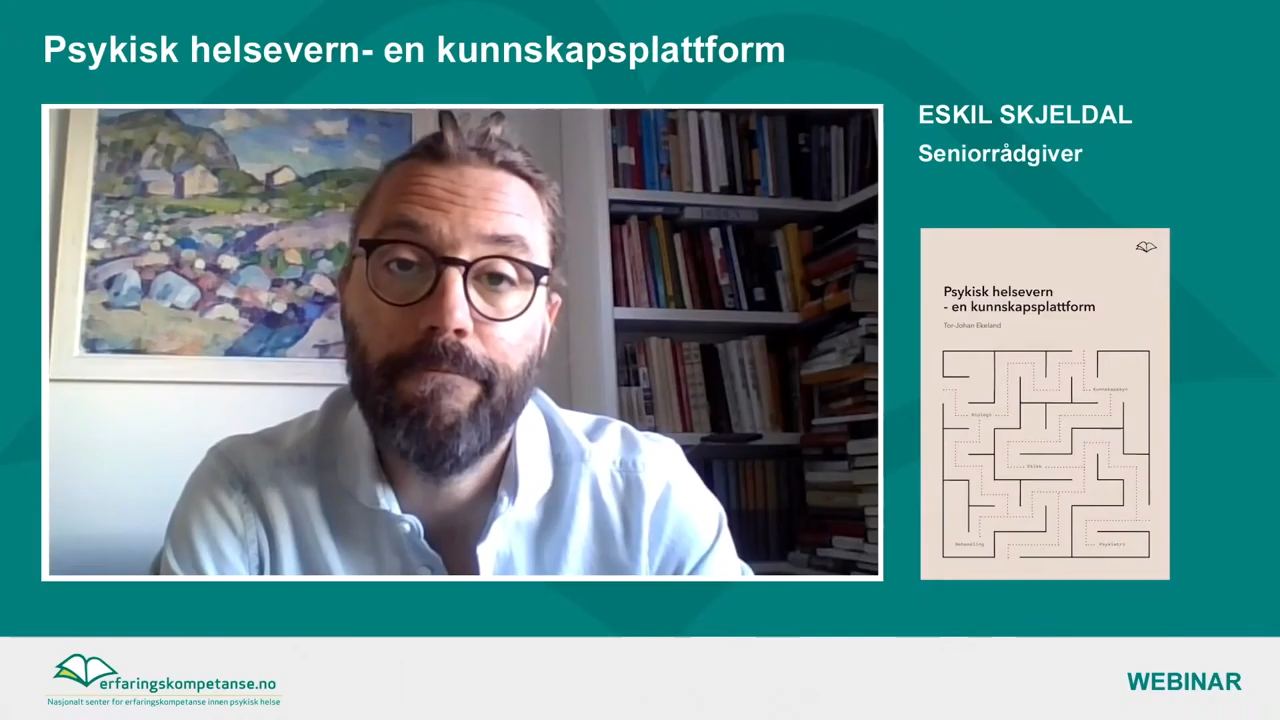 Psykisk helsevern- en kunnskapsplattform
ESKIL SKJELDAL
Seniorrådgiver
Psykisk helsevern
- en kunnskapsplattform
Tor-Johan Ekeland
Kunnskapssyn
Biologi
Behandling
Psykiatri
erfaringskompetanse.no
Nasjonalt senter for erfaringskompetanse innen psykisk helse
WEBINAR